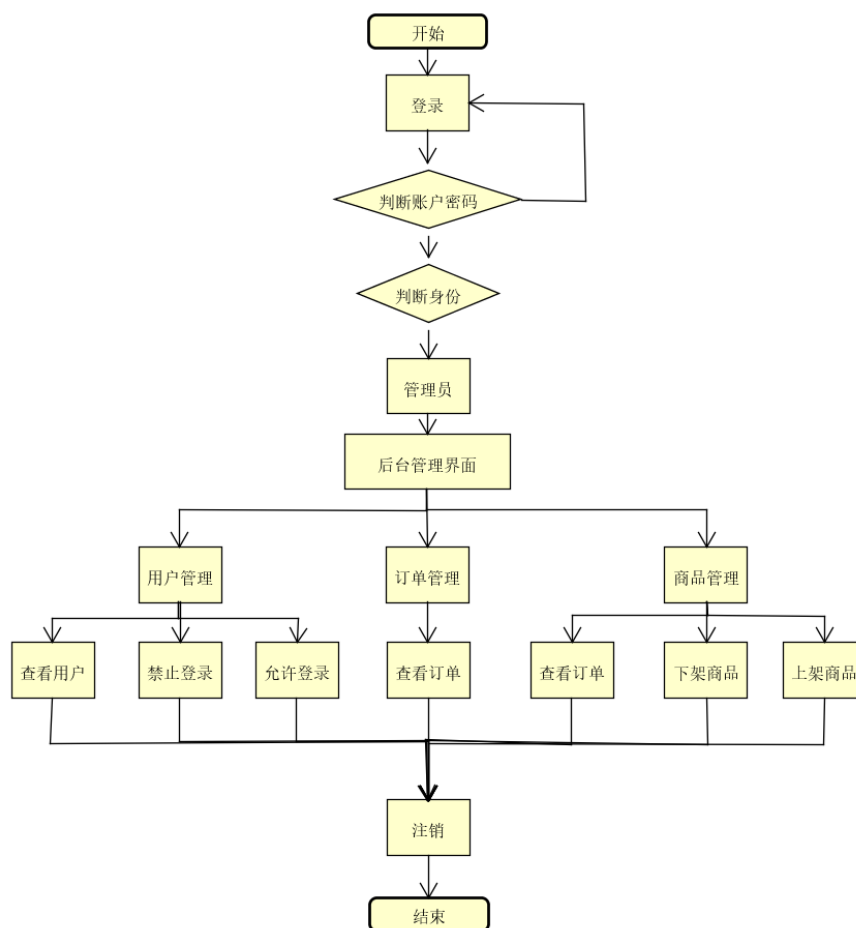 开始
登录
判断账户密码
判断身份
管理员
后台管理界面
用户管理
订单管理
商品管理
查看用户
禁止登录
允许登录
查看订单
查看订单
下架商品
上架商品
注销
结束